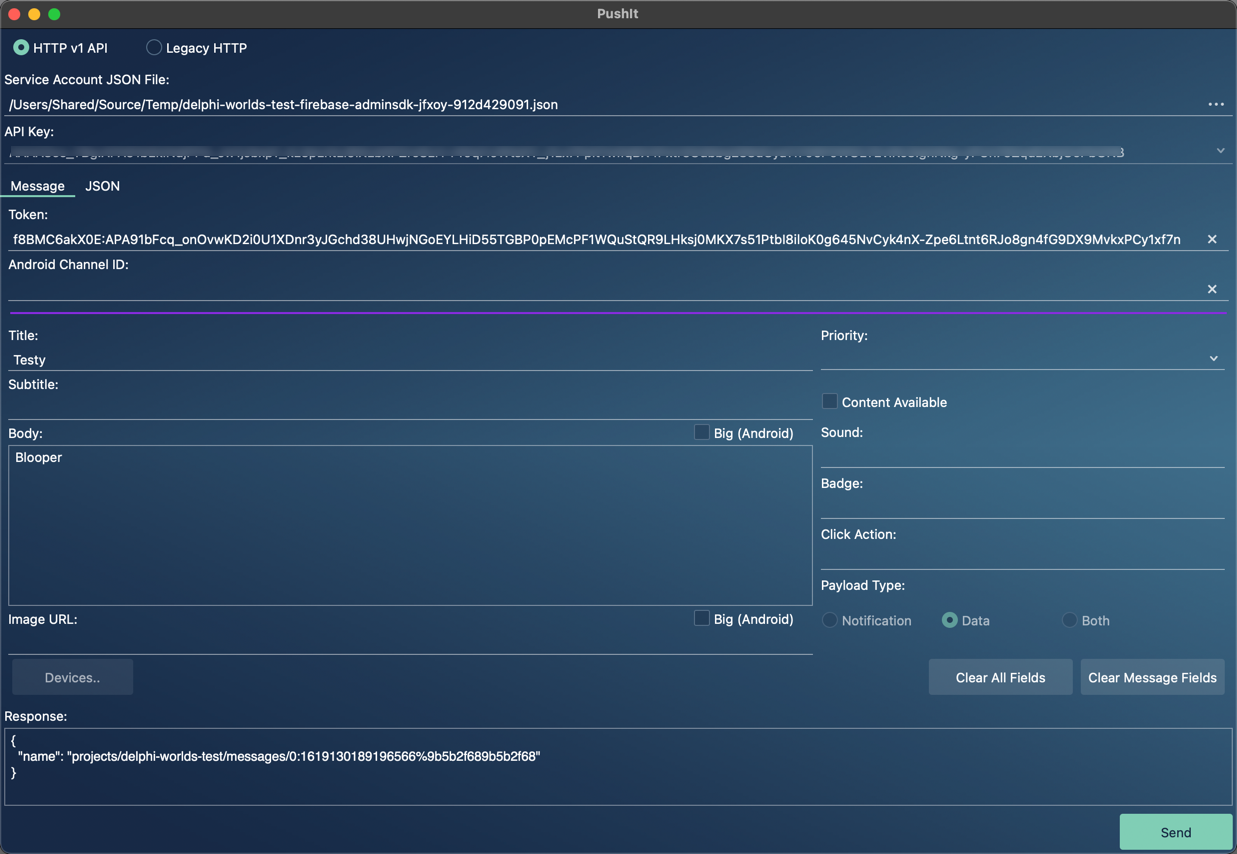 PushIt
HTTP v1 API Legacy HTTP
Service Account JSON File:
/Users/Shared/Source/Temp/delphi-worlds-test-firebase-adminsdk-jfxoy-912d429091.json
...
API Key:
Message JSON
Token:
f8BMC6akX0E:APA91bFcq_onOvwKD2i0U1XDnr3yJGchd38UHwjNGoEYLHiD55TGBP0pEMcPF1WQuStQR9LHksj0MKX7s51Ptbl8iloK0g645NvCyk4nX-Zpe6Ltnt6RJo8gn4fG9DX9MvkxPCy1xf7n
Android Channel ID:
Title:
Testy
Priority:
Subtitle:
Content Available
Body:
Big (Android)
Sound:
Blooper
Badge:
Click Action:
Payload Type:
Image URL:
Big (Android)
Notification Data Both
Devices..
Clear All Fields
Clear Message Fields
Response:
{
"name": "projects/delphi-worlds-test/messages/0:1619130189196566%9b5b2f689b5b2f68"
}
Send